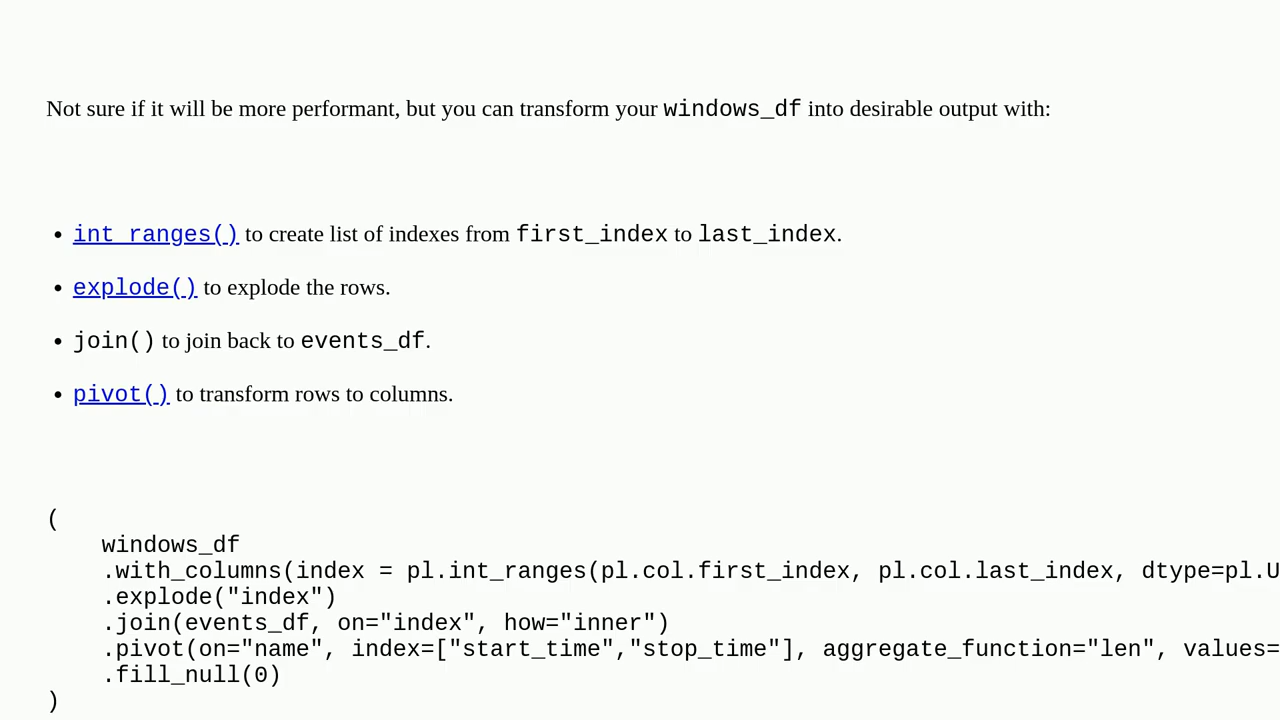 Not sure if it will be more performant, but you can transform your windows_df into desirable output with:
• int_ranges() to create list of indexes from first_index to last_index.
• explode() to explode the rows.
• join() to join back to events_df.
• pivot() to transform rows to columns.
(
    windows_df
    .with_columns(index = pl.int_ranges(pl.col.first_index, pl.col.last_index, dtype=pl.U
    .explode("index")
    .join(events_df, on="index", how="inner")
    .pivot(on="name", index=["start_time","stop_time"], aggregate_function="len", values=
    .fill_null(0)
)